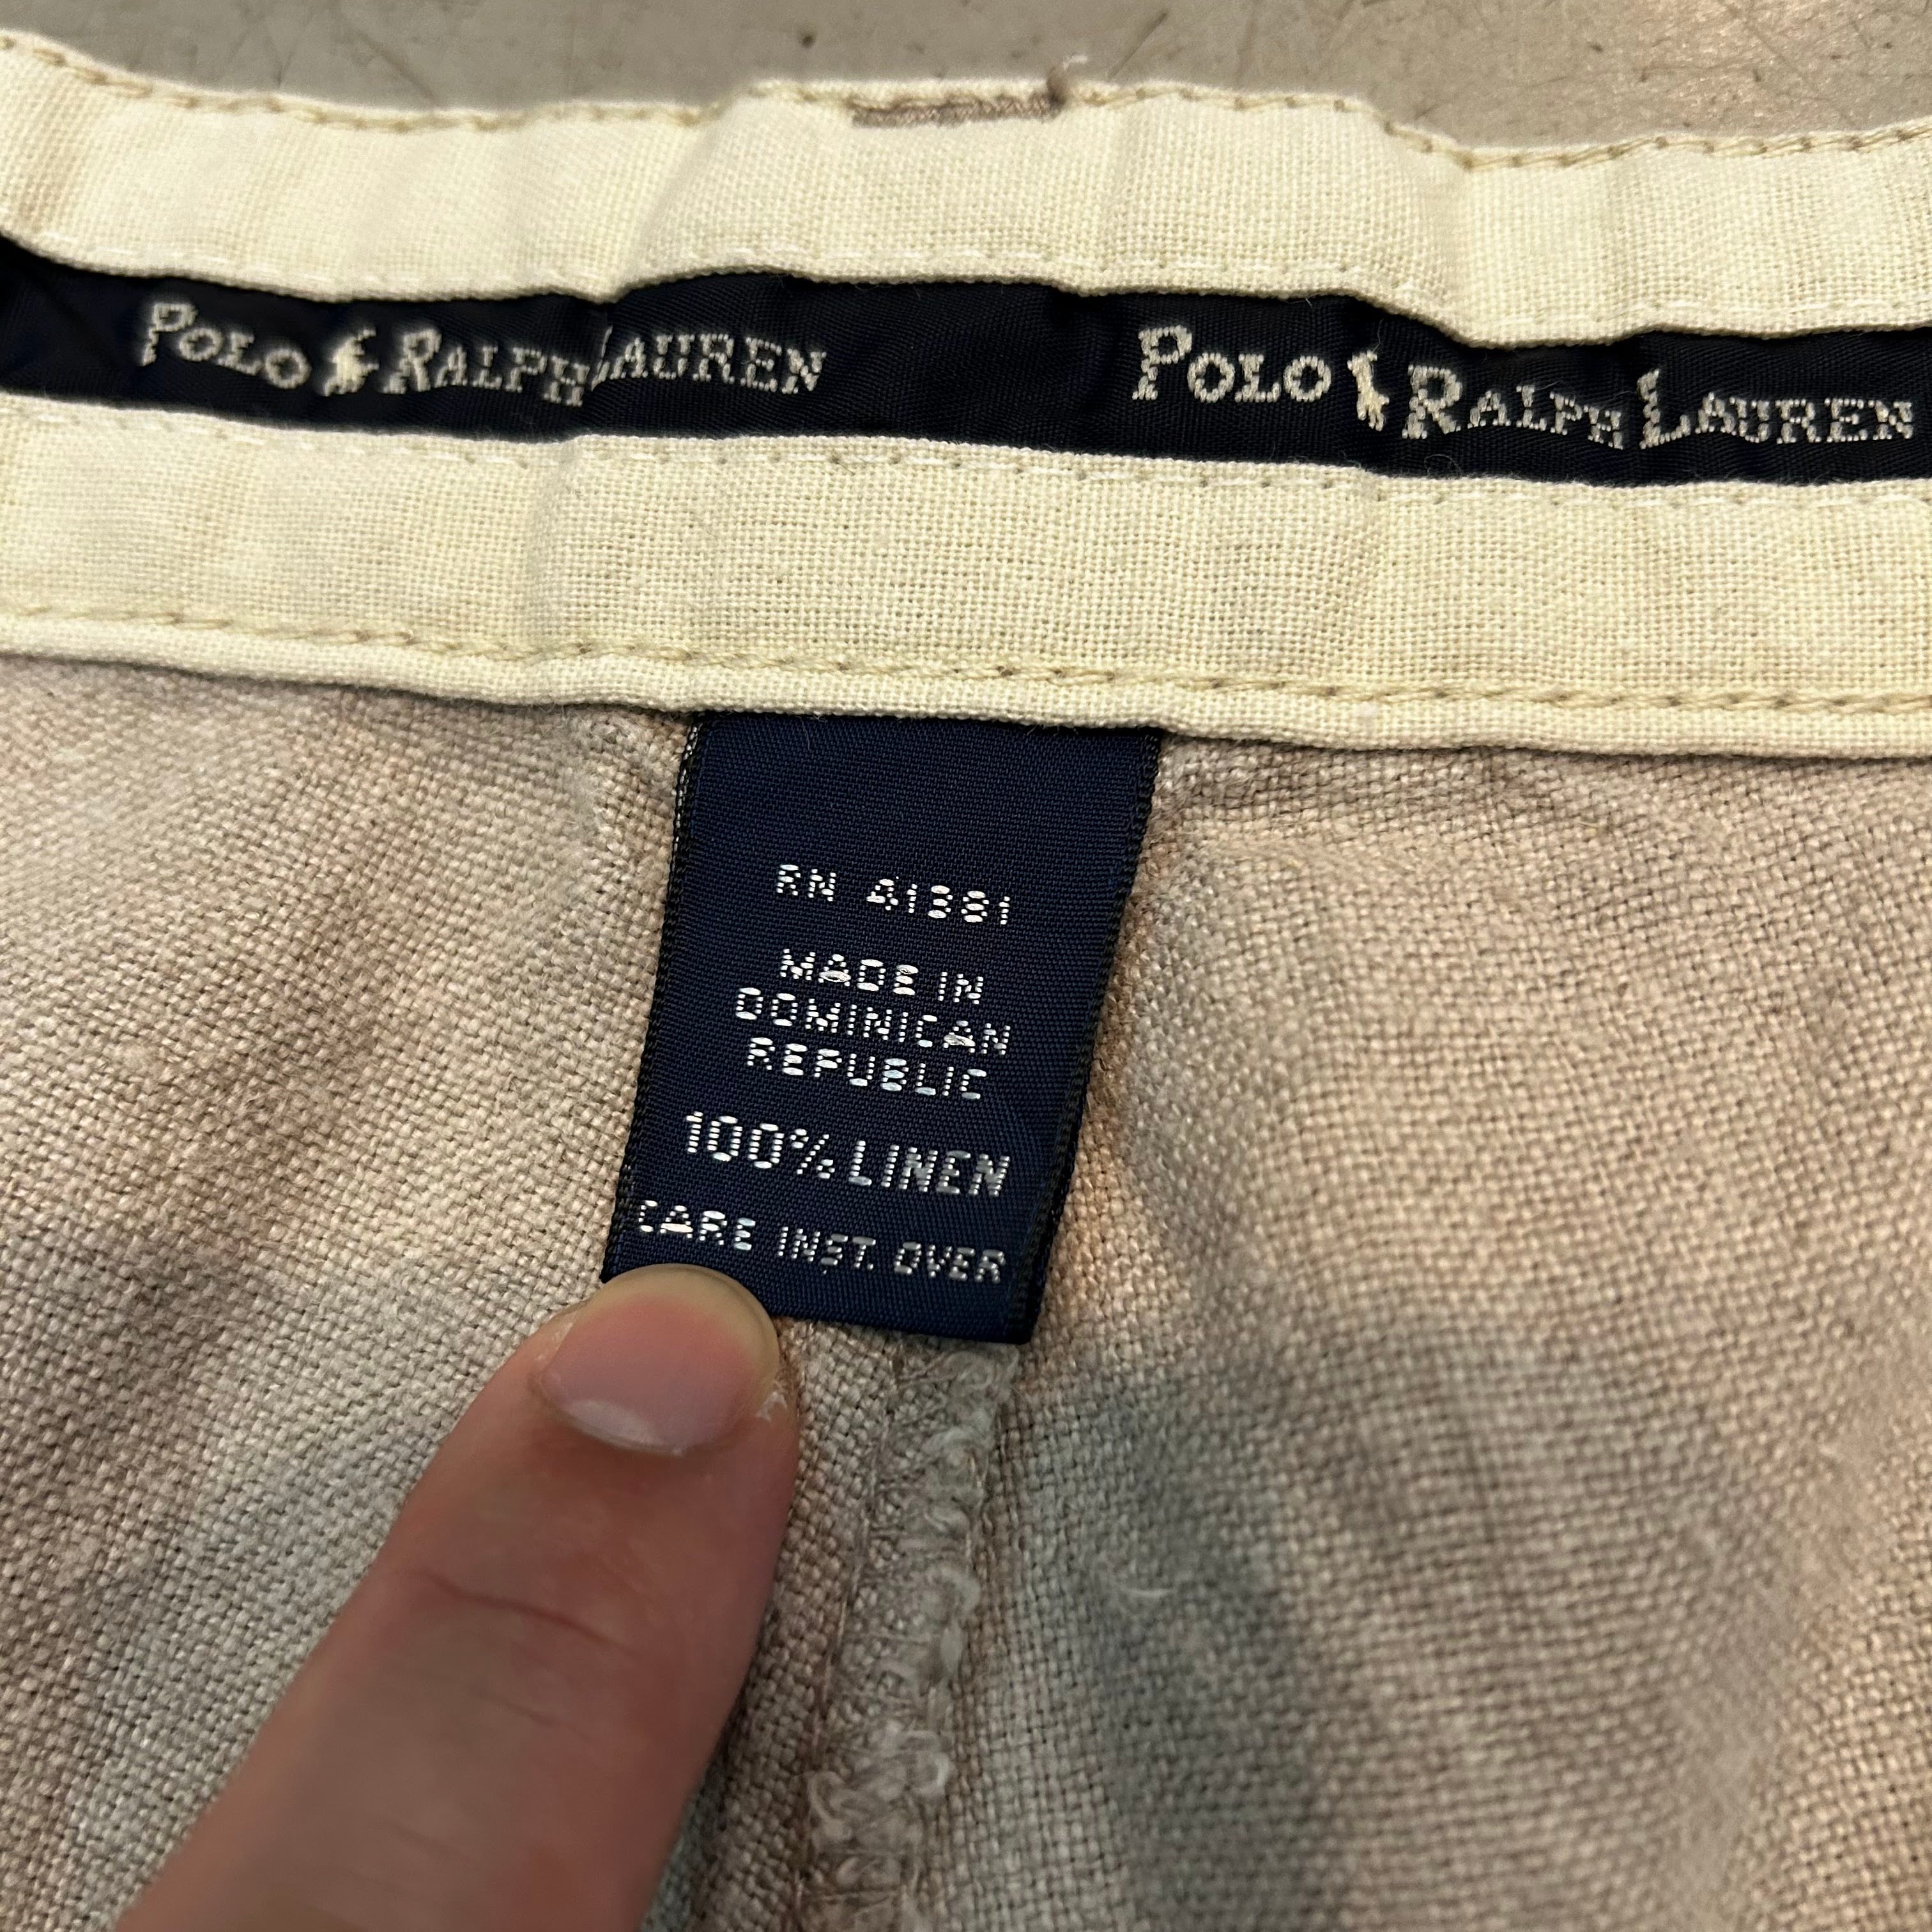 POLO RALPH LAUREN POLO RALPH LAUREN
RN 41381
MADE IN
DOMINICAN
REPUBLIC
100% LINEN
CARE INST. OVER